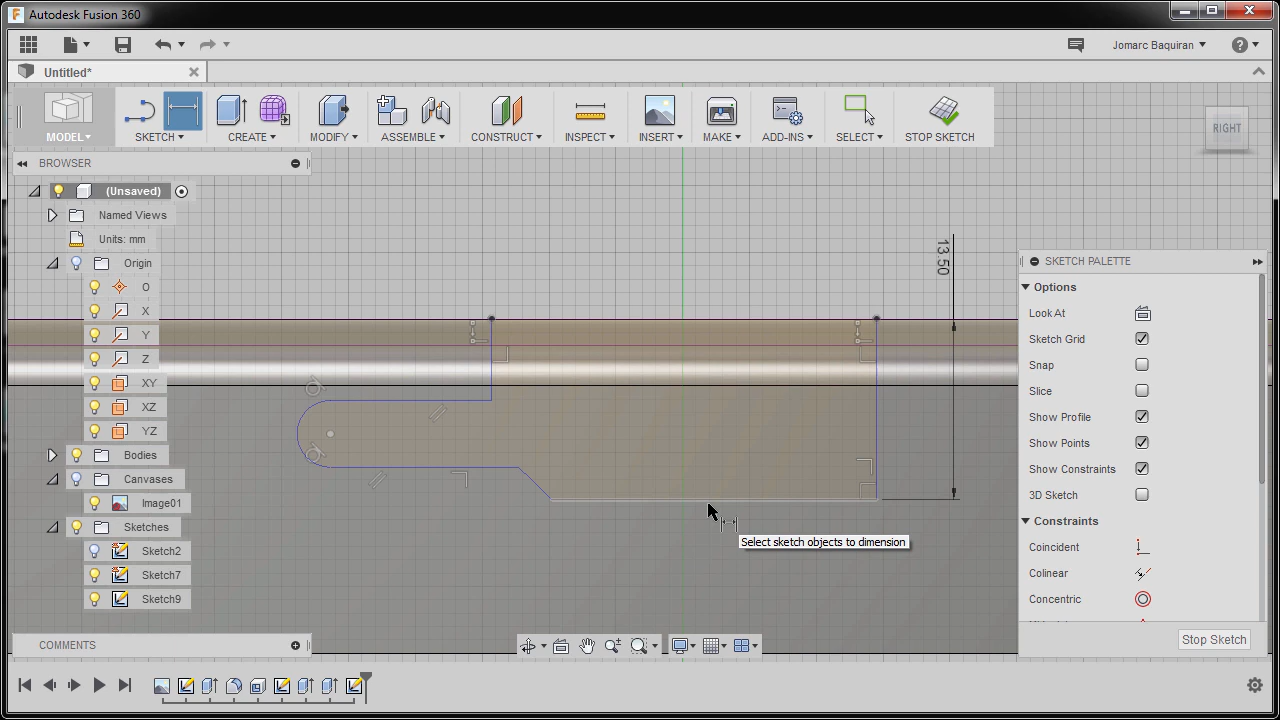 Autodesk Fusion 360
Jomarc Baquiran
Untitled*
MODEL
SKETCH
CREATE
MODIFY
ASSEMBLE
CONSTRUCT
INSPECT
INSERT
MAKE
ADD-INS
SELECT
STOP SKETCH
RIGHT
BROWSER
(Unsaved)
Named Views
Units: mm
Origin
O
X
Y
Z
XY
XZ
YZ
Bodies
Canvases
Image01
Sketches
Sketch2
Sketch7
Sketch9
13.50
Select sketch objects to dimension
SKETCH PALETTE
Options
Look At
Sketch Grid
Snap
Slice
Show Profile
Show Points
Show Constraints
3D Sketch
Constraints
Coincident
Colinear
Concentric
Stop Sketch
COMMENTS